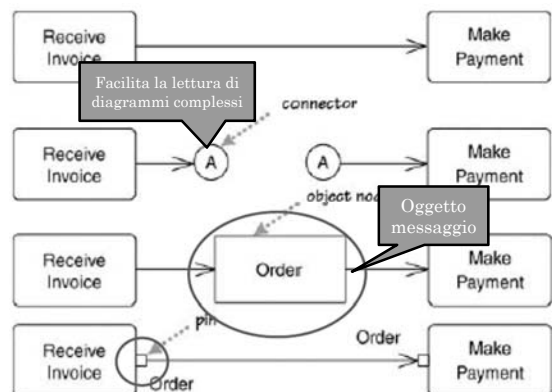 Receive
Invoice
Make
Payment
Facilita la lettura di
diagrammi complessi
connector
Receive
Invoice
A
A
Make
Payment
object
Oggetto
messaggio
Receive
Invoice
Order
Make
Payment
pin
Receive
Invoice
Order
Order
Make
Payment